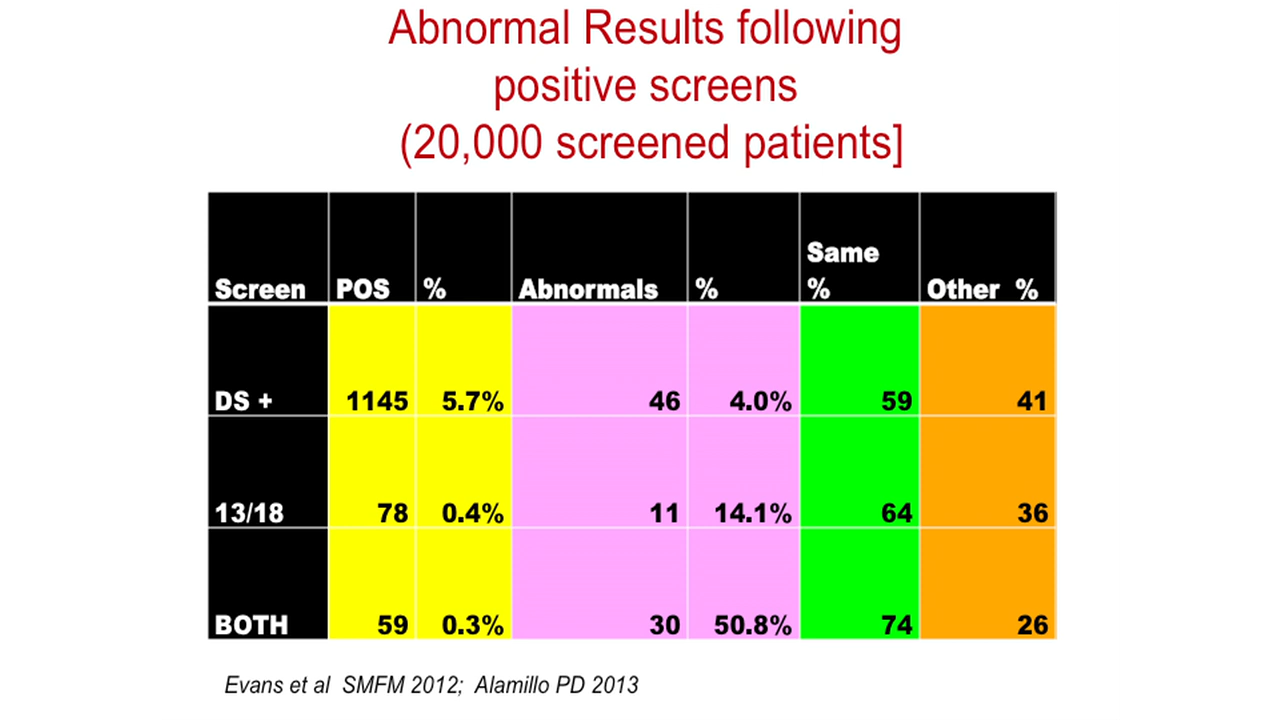 Abnormal Results following
positive screens
(20,000 screened patients]
Screen POS % Abnormals % Same % Other %
DS + 1145 5.7% 46 4.0% 59 41
13/18 78 0.4% 11 14.1% 64 36
BOTH 59 0.3% 30 50.8% 74 26
Evans et al SMFM 2012; Alamillo PD 2013